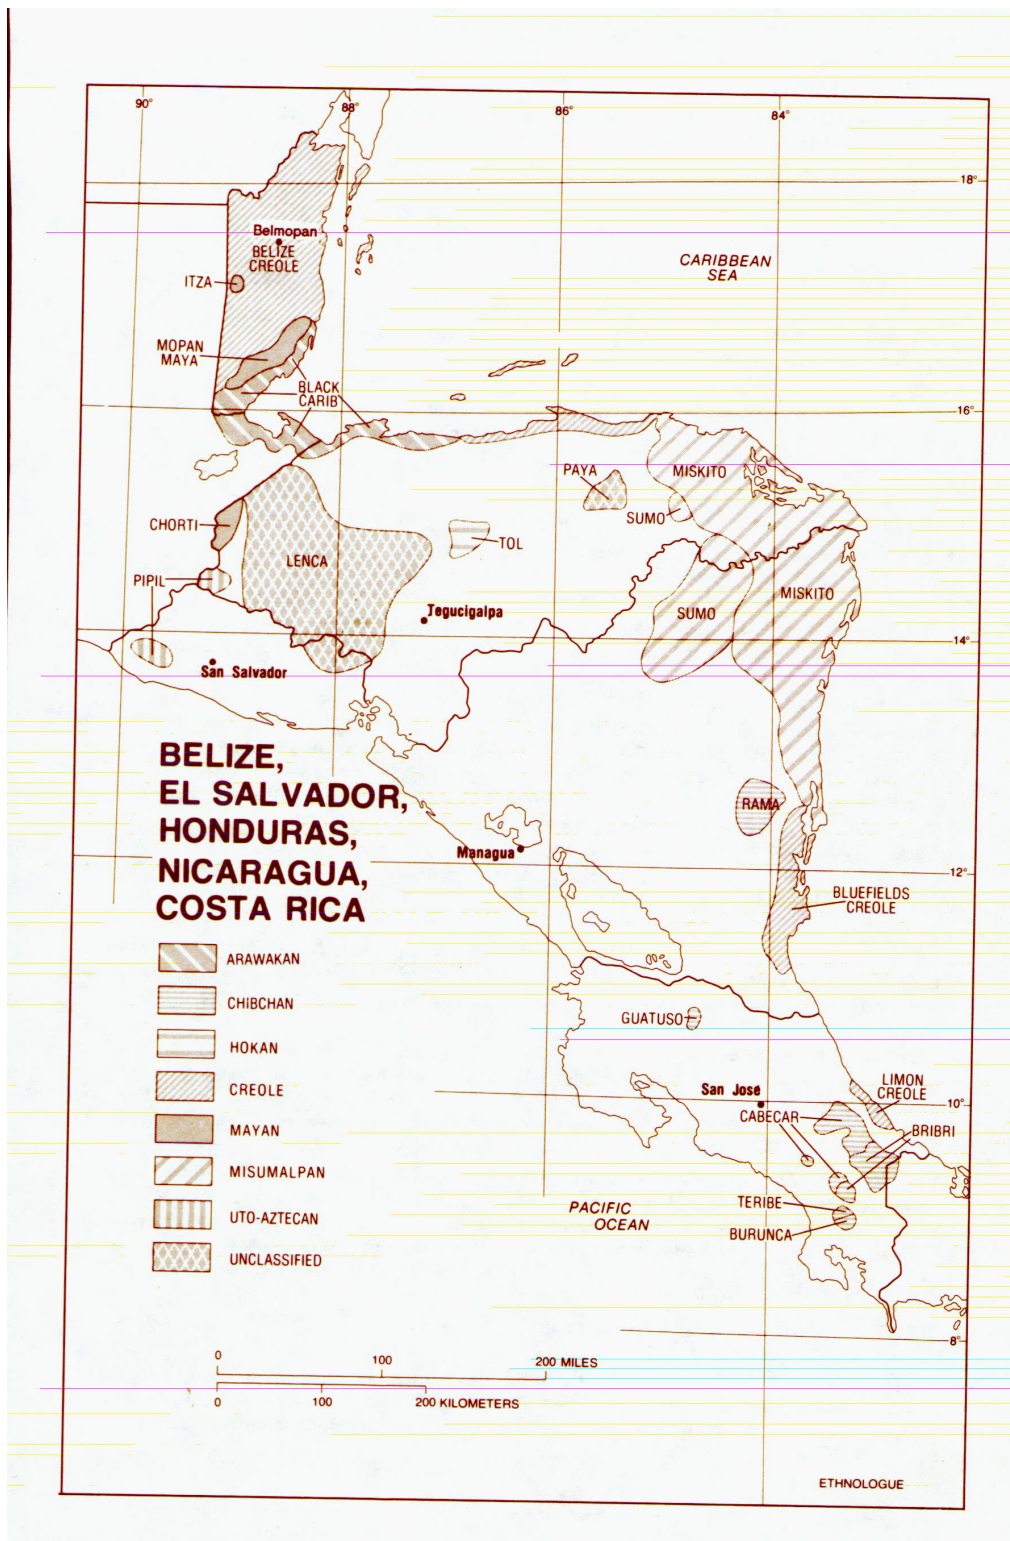 90°
88°
86°
84°
18°
Belmopan
BELIZE
CREOLE
CARIBBEAN
SEA
ITZA
MOPAN
MAYA
BLACK
CARIB
16°
PAYA
MISKITO
SUMO
CHORTI
TOL
LENCA
PIPIL
MISKITO
Tegucigalpa
SUMO
14°
San Salvador
BELIZE,
EL SALVADOR,
HONDURAS,
NICARAGUA,
COSTA RICA
RAMA
Managua
12°
BLUEFIELDS
CREOLE
ARAWAKAN
CHIBCHAN
HOKAN
CREOLE
MAYAN
MISUMALPAN
UTO-AZTECAN
UNCLASSIFIED
GUATUSO
LIMON
CREOLE
San José
10°
CABECAR
BRIBRI
TERIBE
BURUNCA
PACIFIC
OCEAN
8°
0 100 200 MILES
0 100 200 KILOMETERS
ETHNOLOGUE